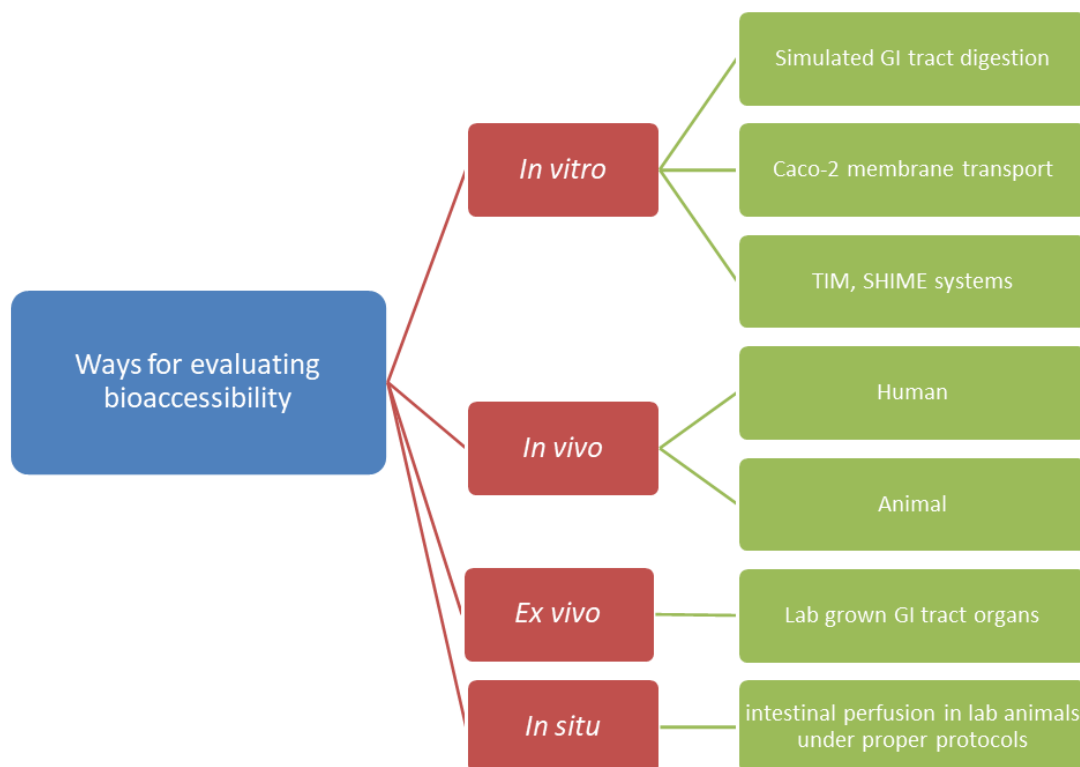 Simulated GI tract digestion
In vitro
Caco-2 membrane transport
TIM, SHIME systems
Ways for evaluating
bioaccessibility
Human
In vivo
Animal
Ex vivo
Lab grown GI tract organs
In situ
intestinal perfusion in lab animals
under proper protocols